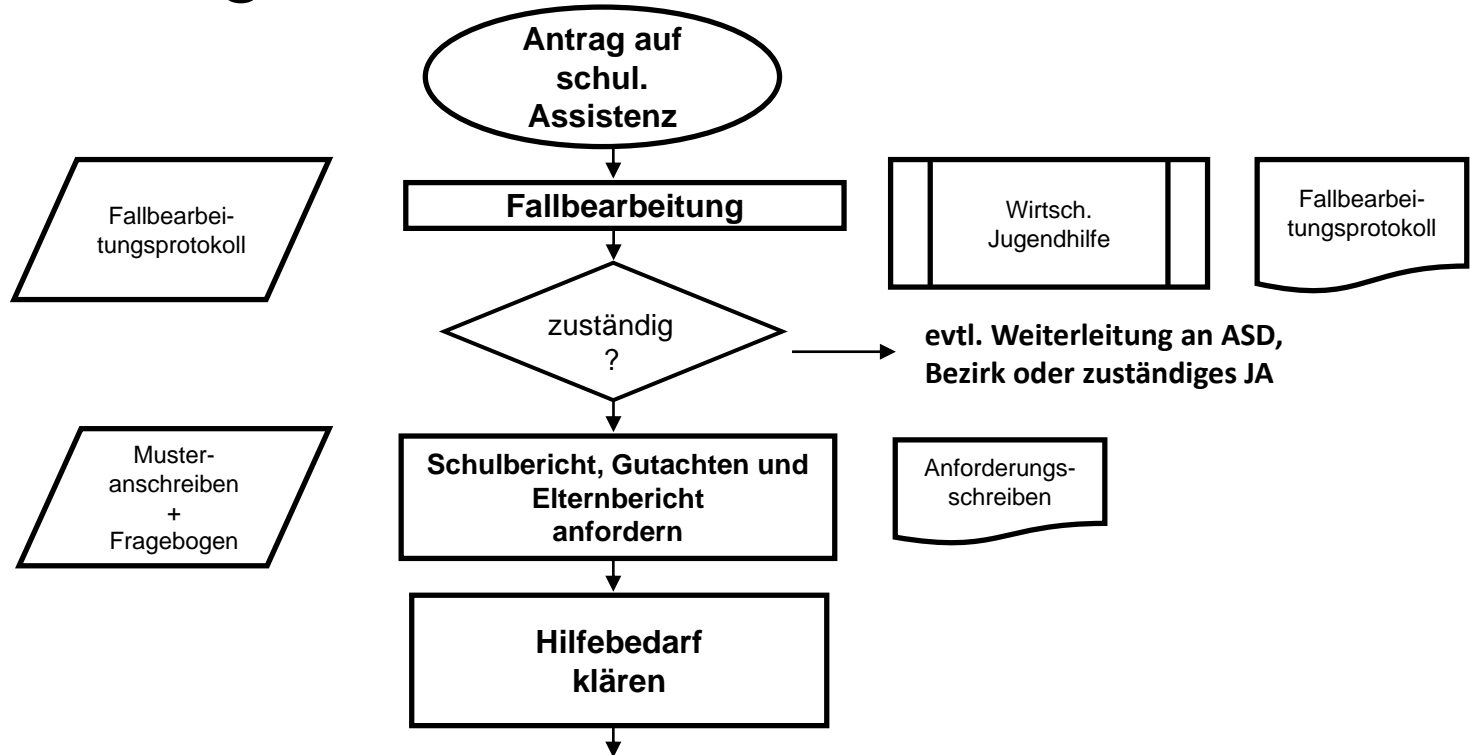 Antrag auf
schul.
Assistenz
Fallbearbei-
tungsprotokoll
Fallbearbeitung
Wirtsch.
Jugendhilfe
Fallbearbei-
tungsprotokoll
zuständig
?
evtl. Weiterleitung an ASD,
Bezirk oder zuständiges JA
Muster-
anschreiben
+
Fragebogen
Schulbericht, Gutachten und
Elternbericht
anfordern
Anforderungs-
schreiben
Hilfebedarf
klären